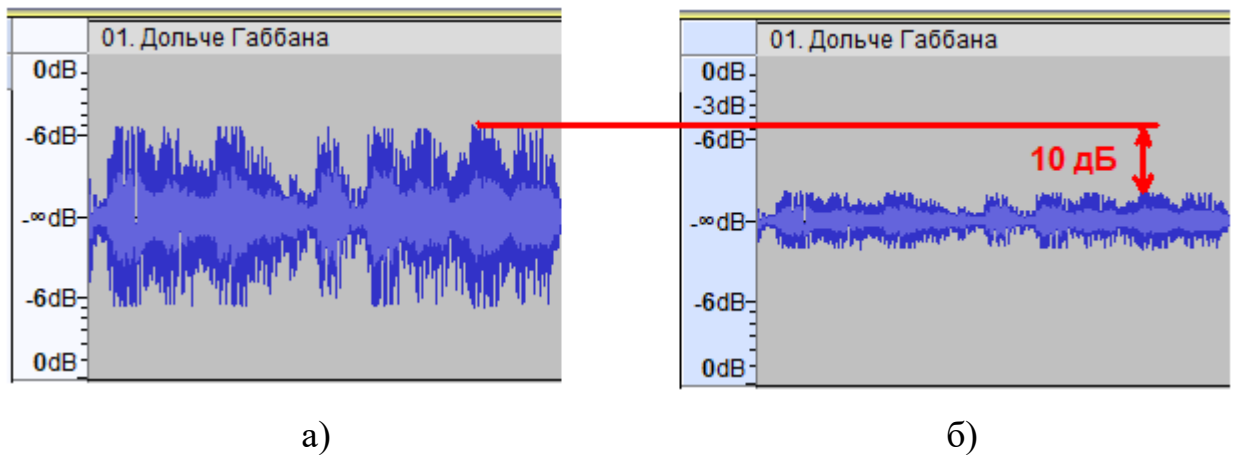 01. Дольче Габбана
0dB
-6dB
-∞dB
-6dB
0dB
01. Дольче Габбана
0dB
-3dB
-6dB
10 дБ
-∞dB
-6dB
0dB
а)
б)